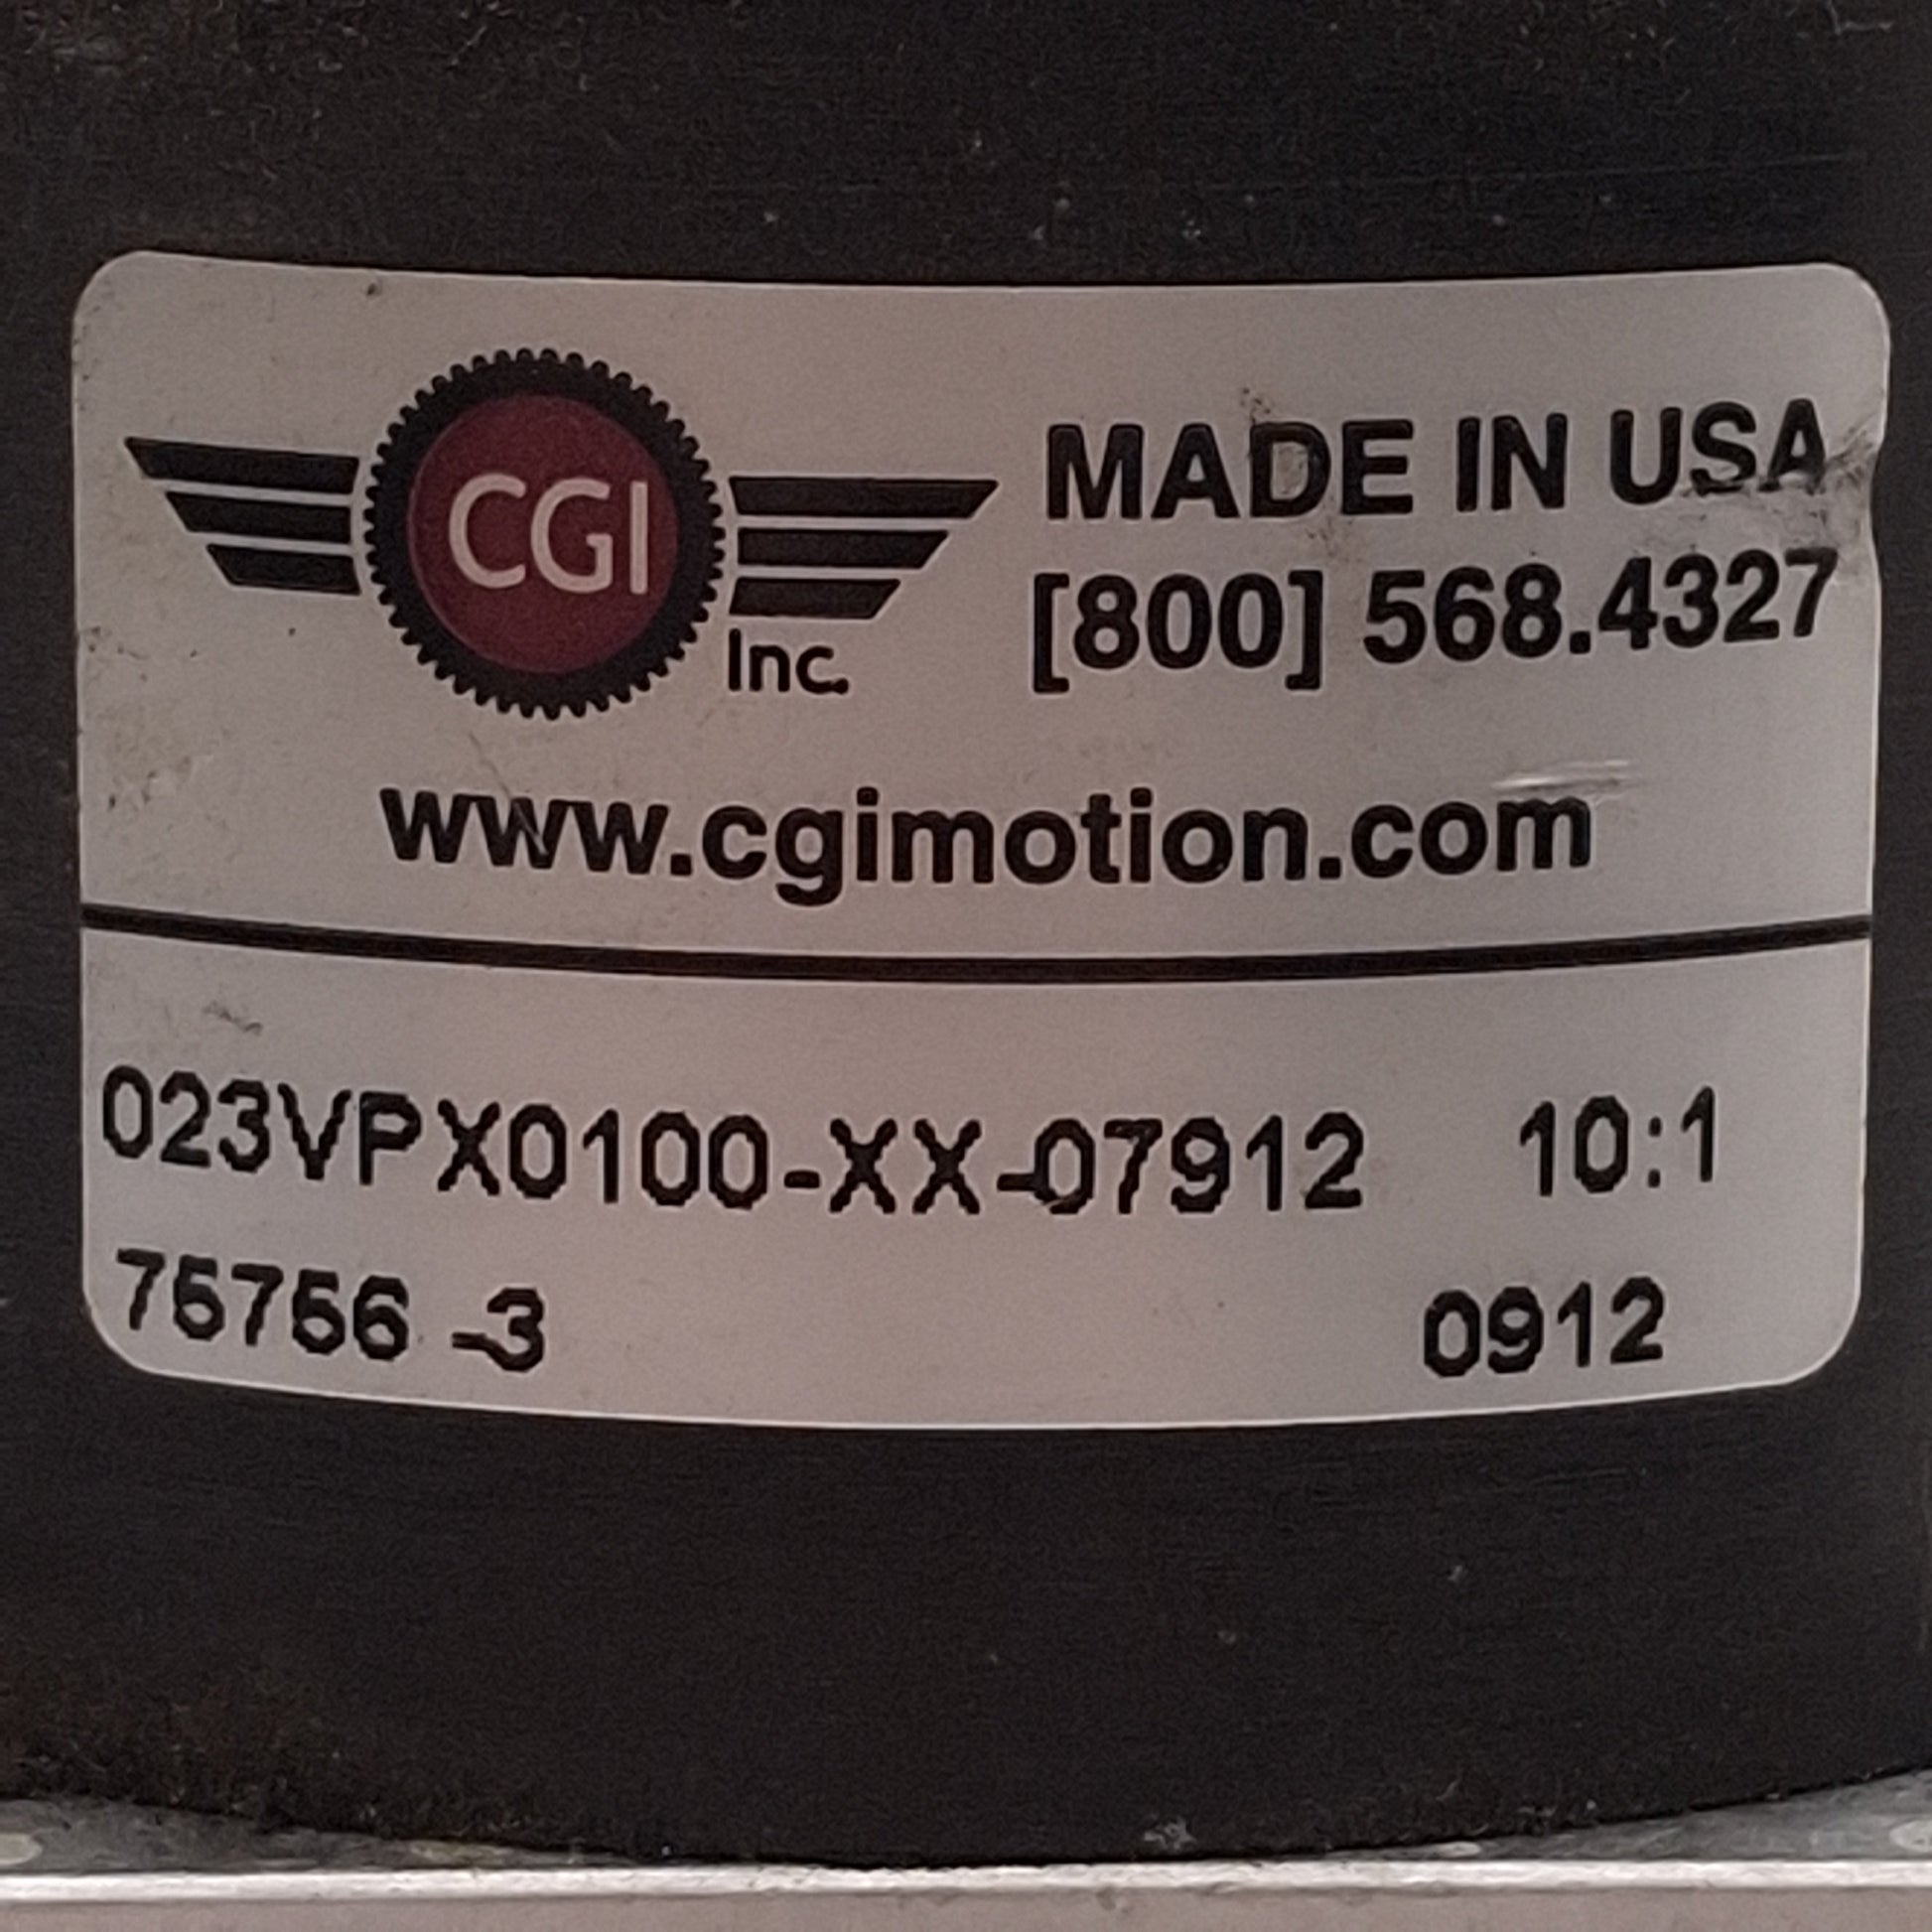 CGI
Inc.
MADE IN USA
[800] 568.4327
www.cgimotion.com
023VPX0100-XX-07912 10:1
75756 -3 0912